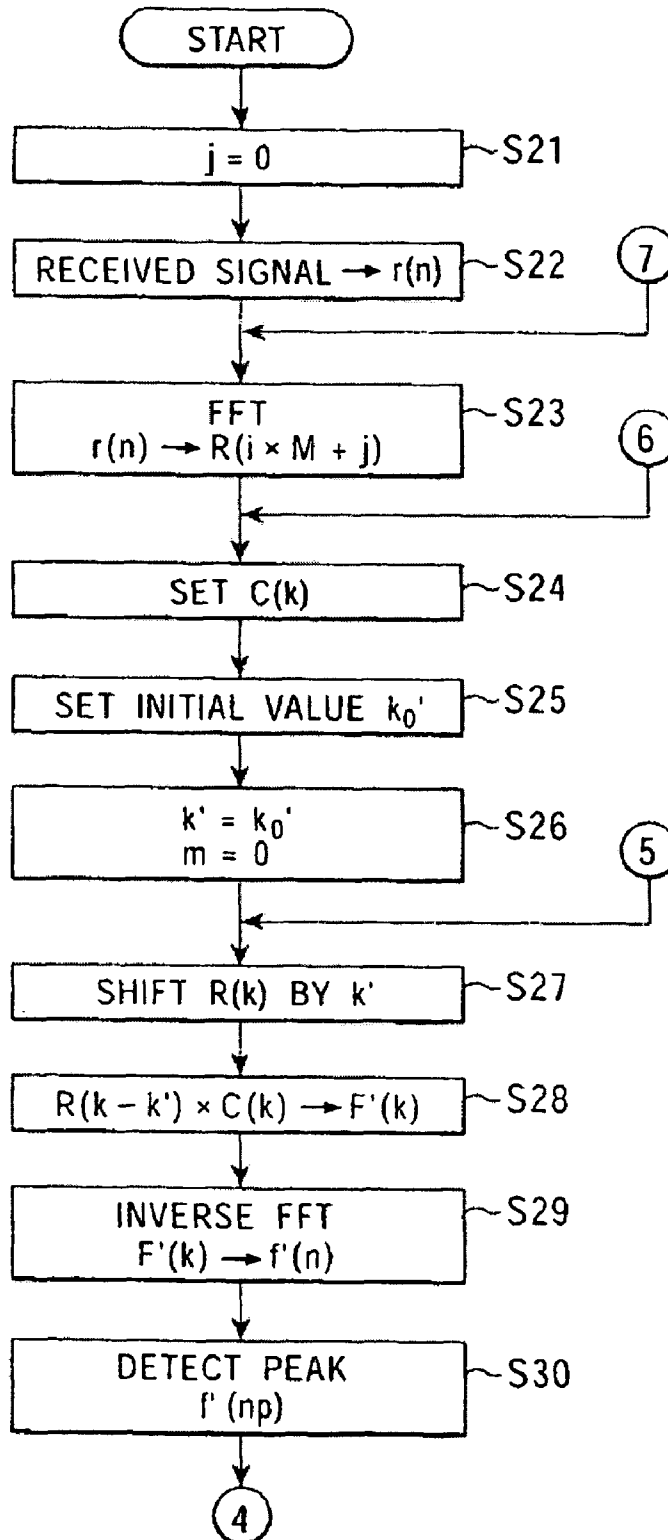 START
j = 0
S21
RECEIVED SIGNAL → r(n)
S22
7
FFT
r(n) → R(i × M + j)
S23
6
SET C(k)
S24
SET INITIAL VALUE k₀'
S25
k' = k₀'
m = 0
S26
5
SHIFT R(k) BY k'
S27
R(k – k') × C(k) → F'(k)
S28
INVERSE FFT
F'(k) → f'(n)
S29
DETECT PEAK
f'(np)
S30
4